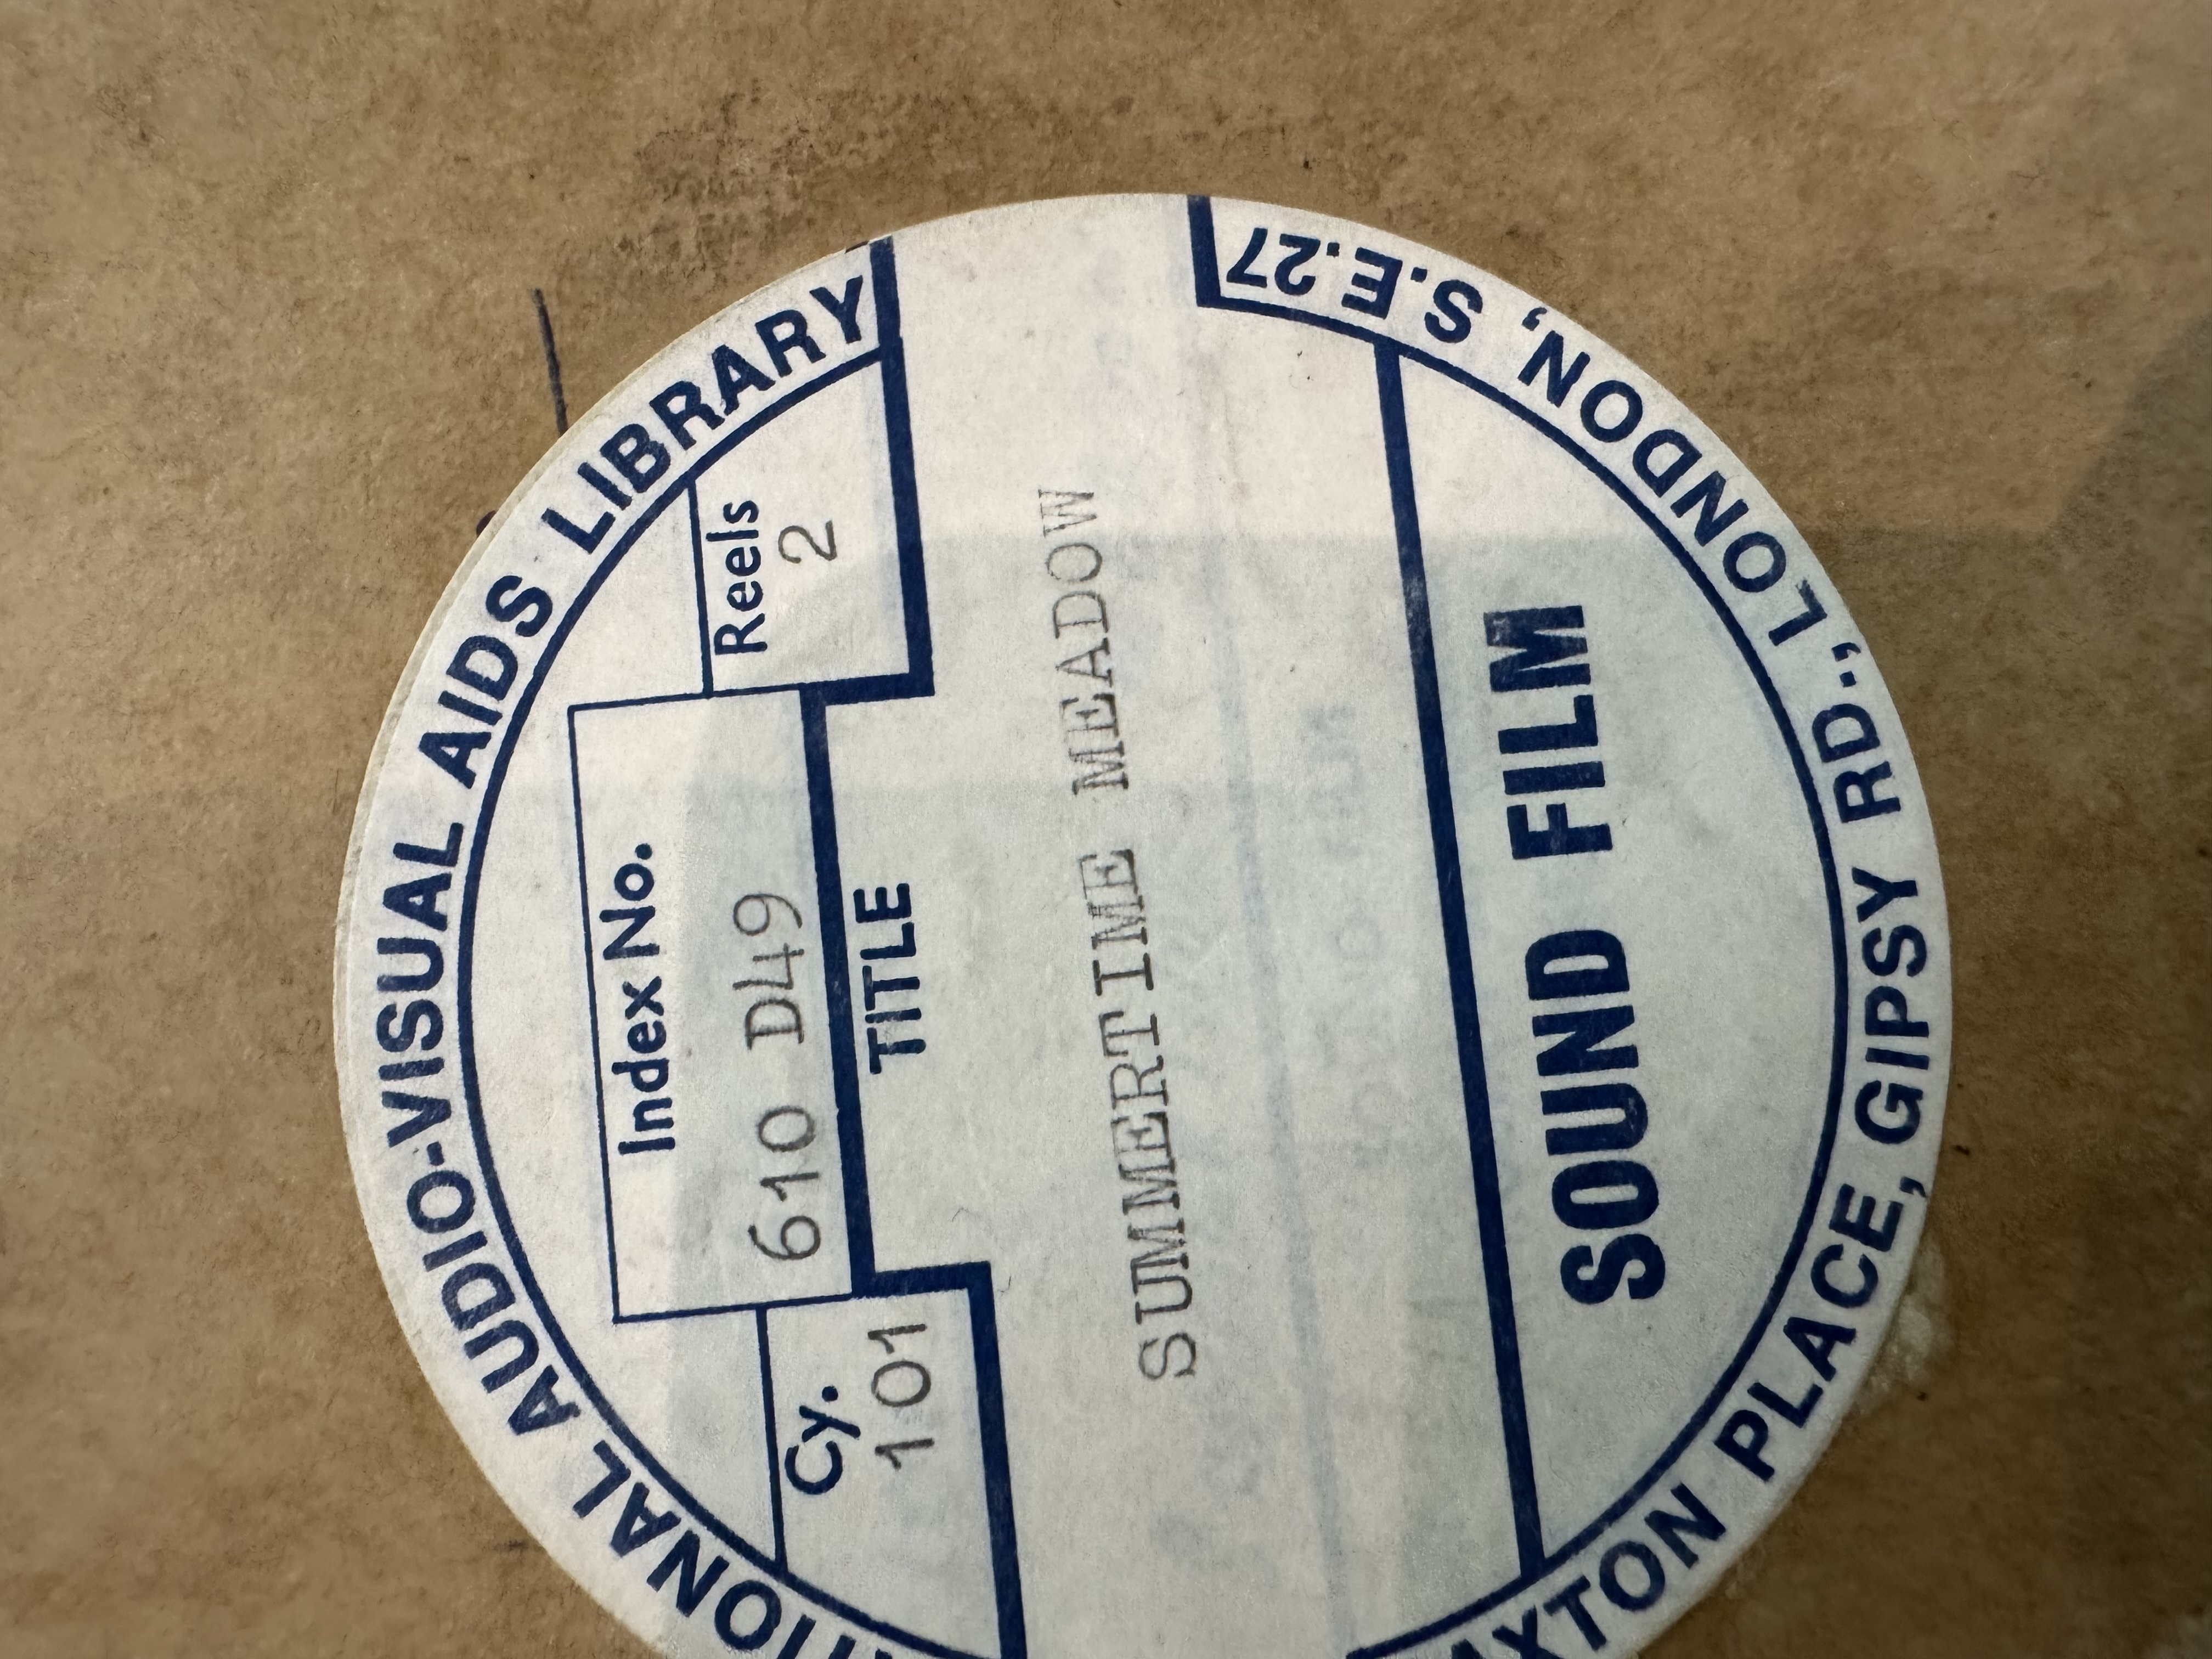 TIONAL AUDIO-VISUAL AIDS LIBRARY
Index No.
610 D49
Cy.
101
Reels
2
TITLE
SUMMERTIME MEADOW
SOUND FILM
AXTON PLACE, GIPSY RD., LONDON, S.E.27